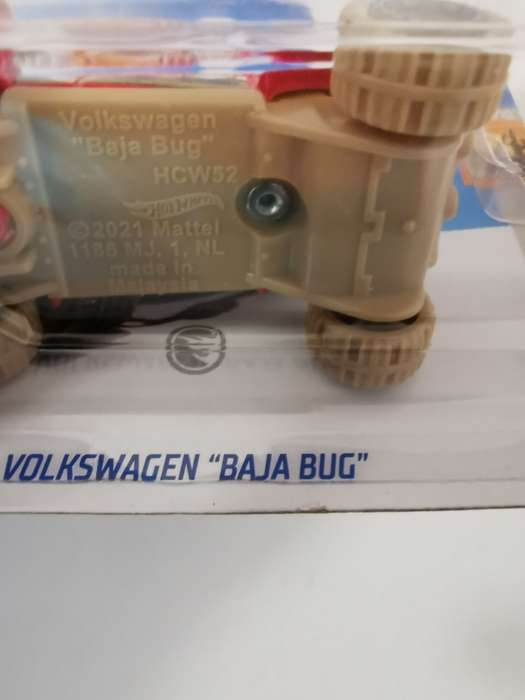 Volkswagen
"Baja Bug"
HCW52
Hot Wheels
©2021 Mattel
1186 MJ, 1, NL
made in
Malaysia
VOLKSWAGEN “BAJA BUG”